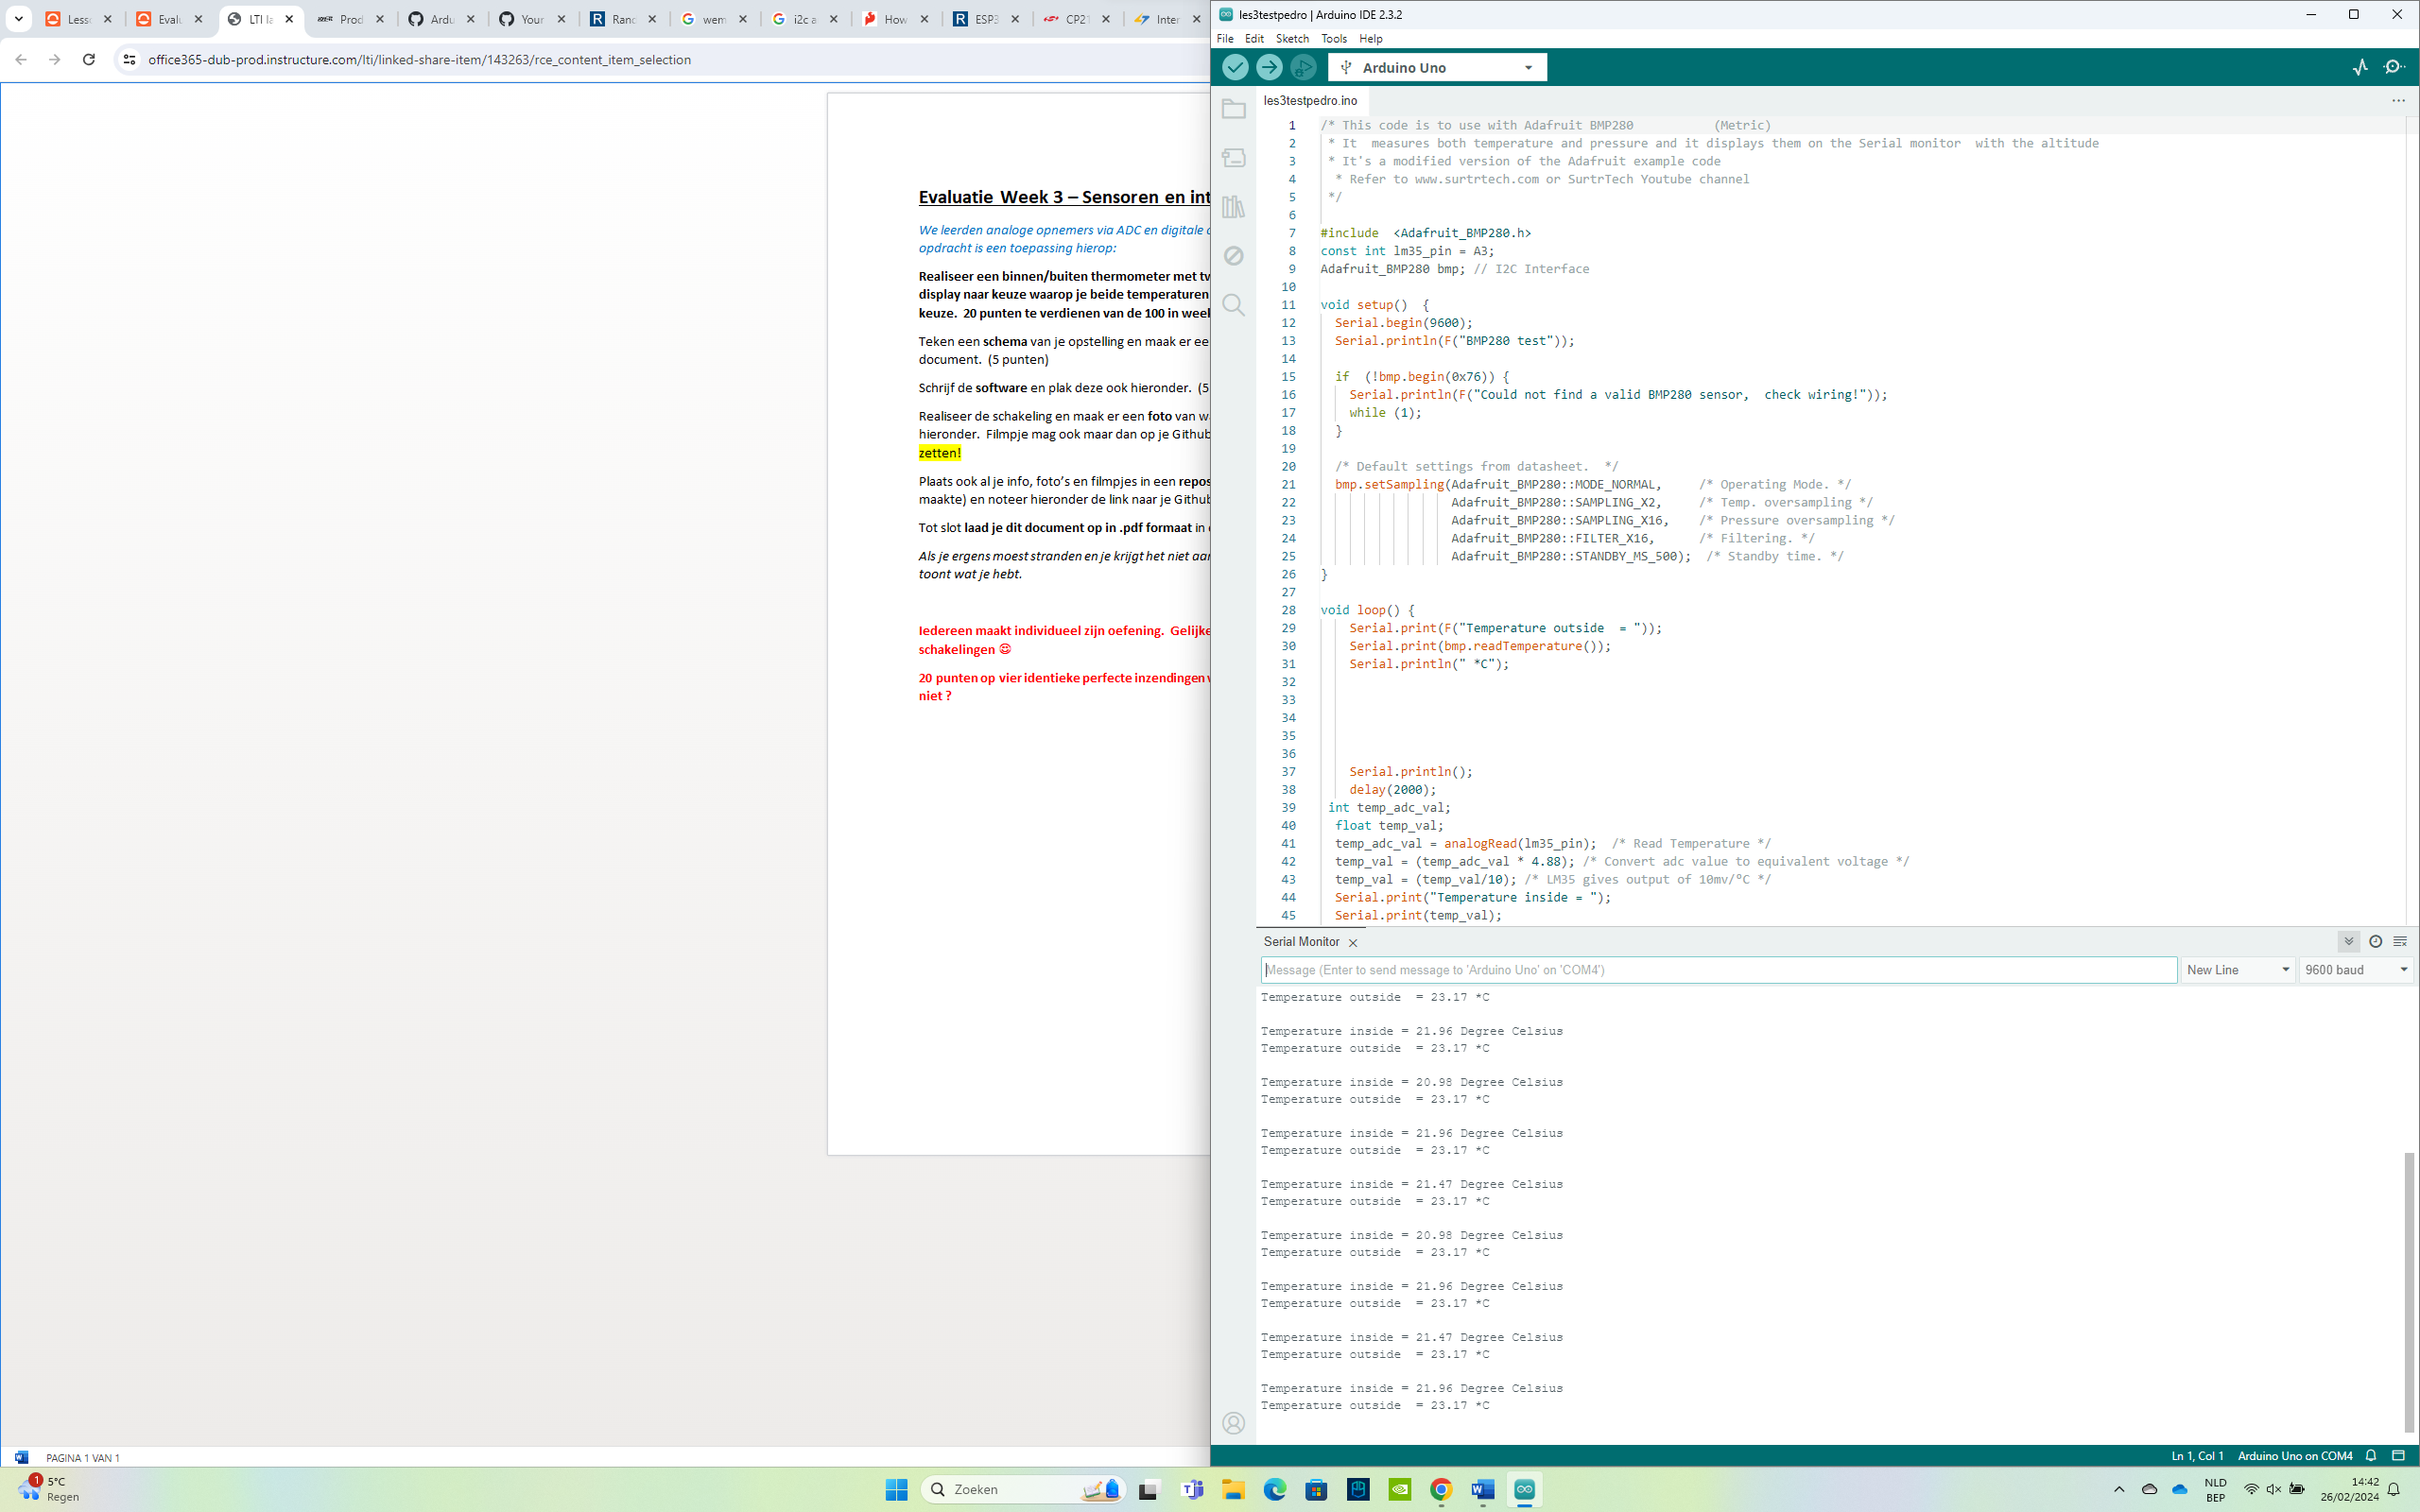 Lesso
Evalu
LTI la
Prod
Ardu
Your
Ranc
wem
i2c a
How
ESP3
CP21
Inter
office365-dub-prod.instructure.com/lti/linked-share-item/143263/rce_content_item_selection
Evaluatie Week 3 – Sensoren en int
We leerden analoge opnemers via ADC en digitale o
opdracht is een toepassing hierop:
Realiseer een binnen/buiten thermometer met tw
display naar keuze waarop je beide temperaturen
keuze. 20 punten te verdienen van de 100 in week
Teken een schema van je opstelling en maak er ee
document. (5 punten)
Schrijf de software en plak deze ook hieronder. (5
Realiseer de schakeling en maak er een foto van w
hieronder. Filmpje mag ook maar dan op je Github
zetten!
Plaats ook al je info, foto's en filmpjes in een repos
maakte) en noteer hieronder de link naar je Github
Tot slot laad je dit document op in .pdf formaat in
Als je ergens moest stranden en je krijgt het niet aan
toont wat je hebt.
Iedereen maakt individueel zijn oefening. Gelijke
schakelingen
20 punten op vier identieke perfecte inzendingen
niet ?
PAGINA 1 VAN 1
les3testpedro | Arduino IDE 2.3.2
File Edit Sketch Tools Help
Arduino Uno
les3testpedro.ino
1 /* This code is to use with Adafruit BMP280           (Metric)
2  * It  measures both temperature and pressure and it displays them on the Serial monitor  with the altitude
3  * It's a modified version of the Adafruit example code
4   * Refer to www.surtrtech.com or SurtrTech Youtube channel
5  */
6
7 #include  <Adafruit_BMP280.h>
8 const int lm35_pin = A3;
9 Adafruit_BMP280 bmp; // I2C Interface
10
11 void setup()  {
12   Serial.begin(9600);
13   Serial.println(F("BMP280 test"));
14
15   if  (!bmp.begin(0x76)) {
16     Serial.println(F("Could not find a valid BMP280 sensor,  check wiring!"));
17     while (1);
18   }
19
20   /* Default settings from datasheet.  */
21   bmp.setSampling(Adafruit_BMP280::MODE_NORMAL,     /* Operating Mode. */
22                   Adafruit_BMP280::SAMPLING_X2,     /* Temp. oversampling */
23                   Adafruit_BMP280::SAMPLING_X16,    /* Pressure oversampling */
24                   Adafruit_BMP280::FILTER_X16,      /* Filtering. */
25                   Adafruit_BMP280::STANDBY_MS_500);  /* Standby time. */
26 }
27
28 void loop() {
29     Serial.print(F("Temperature outside  = "));
30     Serial.print(bmp.readTemperature());
31     Serial.println(" *C");
32
33
34
35
36
37     Serial.println();
38     delay(2000);
39  int temp_adc_val;
40   float temp_val;
41   temp_adc_val = analogRead(lm35_pin);  /* Read Temperature */
42   temp_val = (temp_adc_val * 4.88); /* Convert adc value to equivalent voltage */
43   temp_val = (temp_val/10); /* LM35 gives output of 10mv/°C */
44   Serial.print("Temperature inside = ");
45   Serial.print(temp_val);
Serial Monitor
Message (Enter to send message to 'Arduino Uno' on 'COM4')
New Line
9600 baud
Temperature outside  = 23.17 *C
Temperature inside = 21.96 Degree Celsius
Temperature outside  = 23.17 *C
Temperature inside = 20.98 Degree Celsius
Temperature outside  = 23.17 *C
Temperature inside = 21.96 Degree Celsius
Temperature outside  = 23.17 *C
Temperature inside = 21.47 Degree Celsius
Temperature outside  = 23.17 *C
Temperature inside = 20.98 Degree Celsius
Temperature outside  = 23.17 *C
Temperature inside = 21.96 Degree Celsius
Temperature outside  = 23.17 *C
Temperature inside = 21.47 Degree Celsius
Temperature outside  = 23.17 *C
Temperature inside = 21.96 Degree Celsius
Temperature outside  = 23.17 *C
Ln 1, Col 1 Arduino Uno on COM4
1
5°C
Regen
Zoeken
NLD
BEP
14:42
26/02/2024